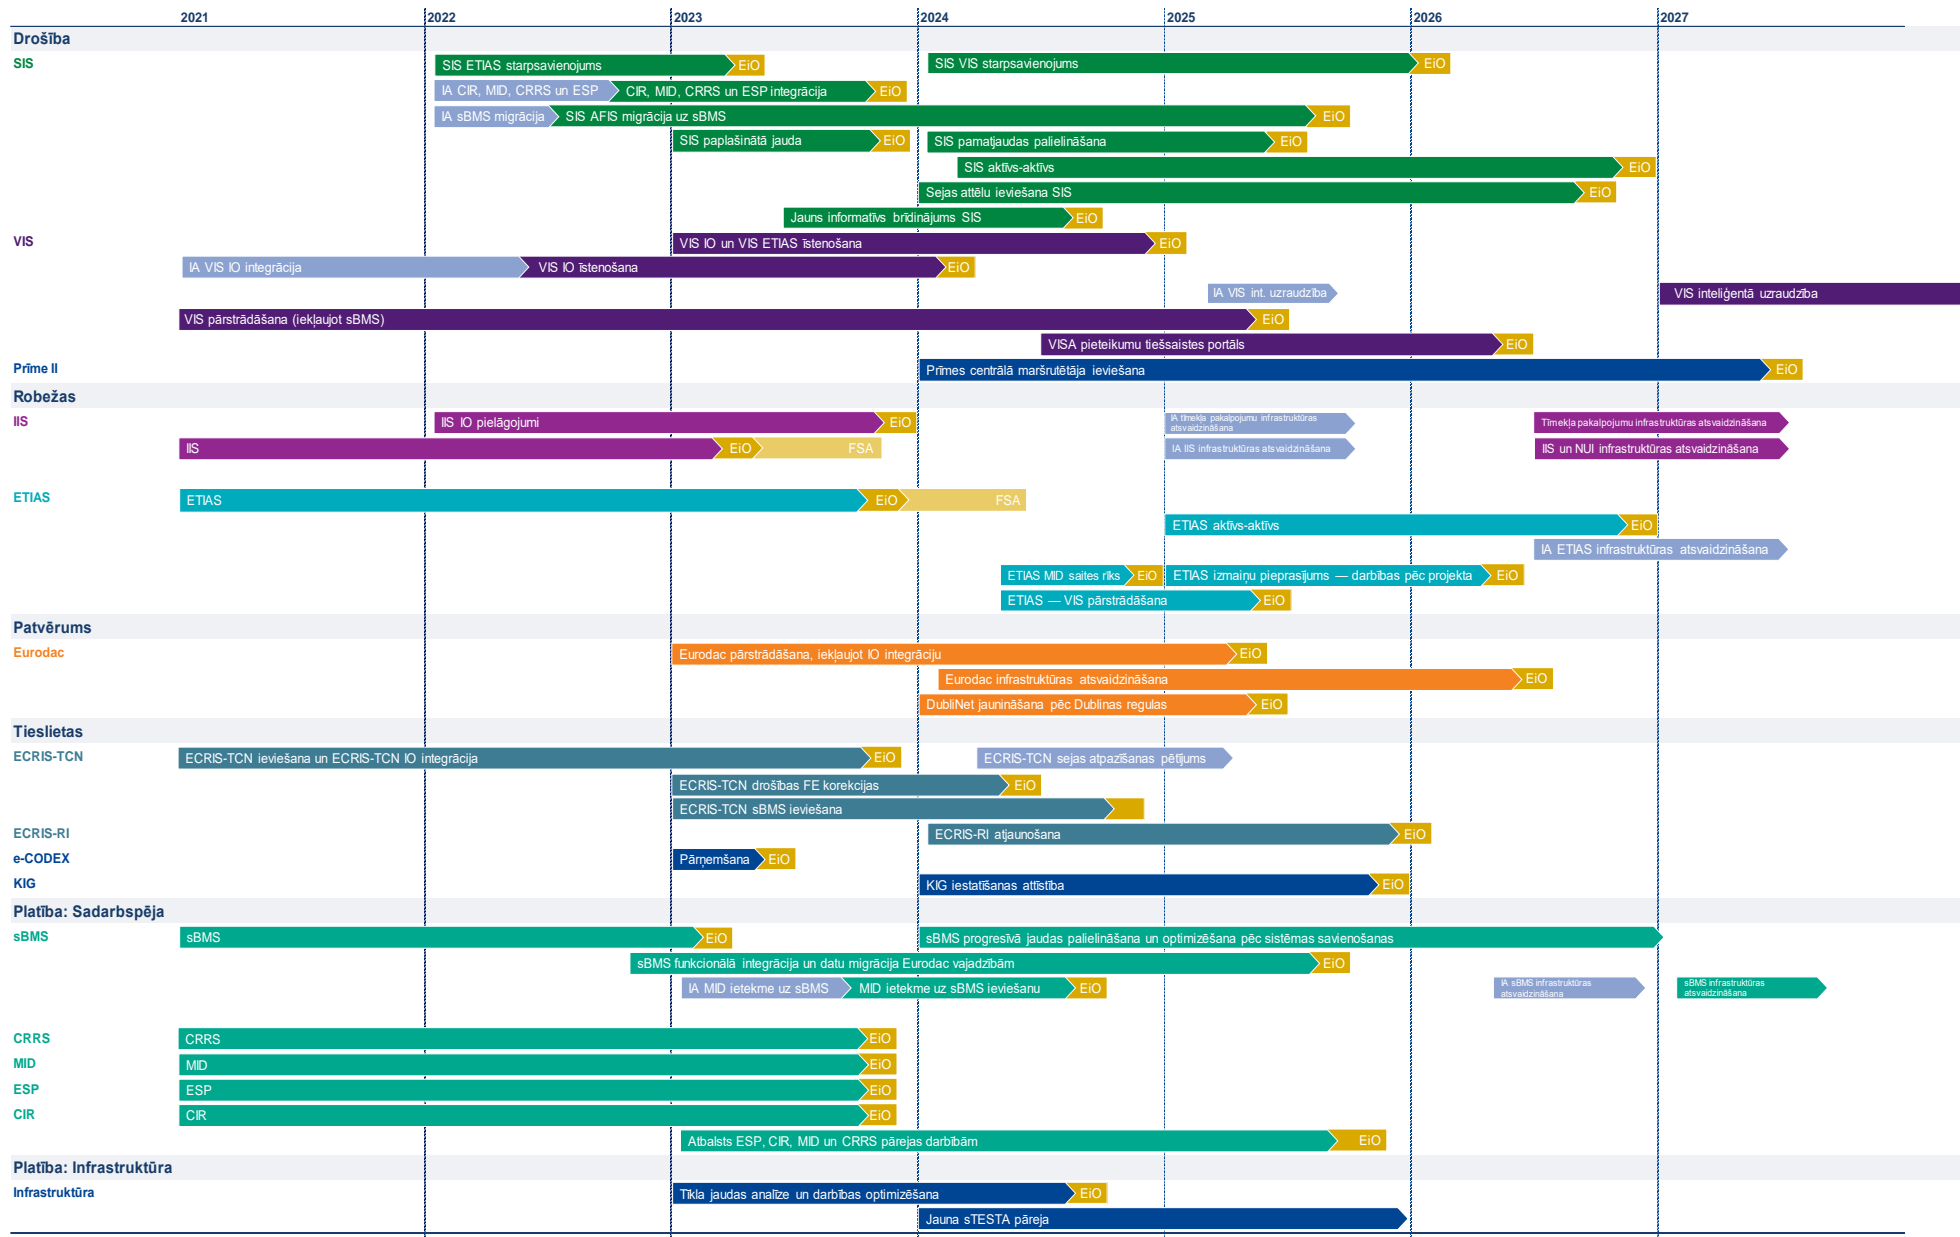 2021 2022 2023 2024 2025 2026 2027
Drošība
SIS
SIS ETIAS starpsavienojums EiO SIS VIS starpsavienojums EiO
IA CIR, MID, CRRS un ESP CIR, MID, CRRS un ESP integrācija EiO
IA sBMS migrācija SIS AFIS migrācija uz sBMS EiO
SIS paplašinātā jauda EiO SIS pamatjaudas palielināšana EiO
SIS aktīvs-aktīvs EiO
Sejas attēlu ieviešana SIS EiO
Jauns informatīvs brīdinājums SIS EiO
VIS
VIS IO un VIS ETIAS īstenošana EiO
IA VIS IO integrācija VIS IO īstenošana EiO
IA VIS int. uzraudzība VIS inteliģentā uzraudzība
VIS pārstrādāšana (iekļaujot sBMS) EiO
VISA pieteikumu tiešsaistes portāls EiO
Prīme II
Prīmes centrālā maršrutētāja ieviešana EiO
Robežas
IIS
IIS IO pielāgojumi EiO IA tīmekļa pakalpojumu infrastruktūras
atsvaidzināšana
Tīmekļa pakalpojumu infrastruktūras atsvaidzināšana
IIS EiO FSA IA IIS infrastruktūras atsvaidzināšana IIS un NUI infrastruktūras atsvaidzināšana
ETIAS
ETIAS EiO FSA
ETIAS aktīvs-aktīvs EiO
IA ETIAS infrastruktūras atsvaidzināšana
ETIAS MID saites rīks EiO ETIAS izmaiņu pieprasījums — darbības pēc projekta EiO
ETIAS — VIS pārstrādāšana EiO
Patvērums
Eurodac
Eurodac pārstrādāšana, iekļaujot IO integrāciju EiO
Eurodac infrastruktūras atsvaidzināšana EiO
DubliNet jaunināšana pēc Dublinas regulas EiO
Tieslietas
ECRIS-TCN
ECRIS-TCN ieviešana un ECRIS-TCN IO integrācija EiO ECRIS-TCN sejas atpazīšanas pētījums
ECRIS-TCN drošības FE korekcijas EiO
ECRIS-TCN sBMS ieviešana
ECRIS-RI
ECRIS-RI atjaunošana EiO
e-CODEX
Pārņemšana EiO
KIG
KIG iestatīšanas attīstība EiO
Platība: Sadarbspēja
sBMS
sBMS EiO sBMS progresīvā jaudas palielināšana un optimizēšana pēc sistēmas savienošanas
sBMS funkcionālā integrācija un datu migrācija Eurodac vajadzībām EiO
IA MID ietekme uz sBMS MID ietekme uz sBMS ieviešanu EiO IA sBMS infrastruktūras
atsvaidzināšana
sBMS infrastruktūras
atsvaidzināšana
CRRS
CRRS EiO
MID
MID EiO
ESP
ESP EiO
CIR
CIR EiO
Atbalsts ESP, CIR, MID un CRRS pārejas darbībām EiO
Platība: Infrastruktūra
Infrastruktūra
Tīkla jaudas analīze un darbības optimizēšana EiO
Jauna sTESTA pāreja